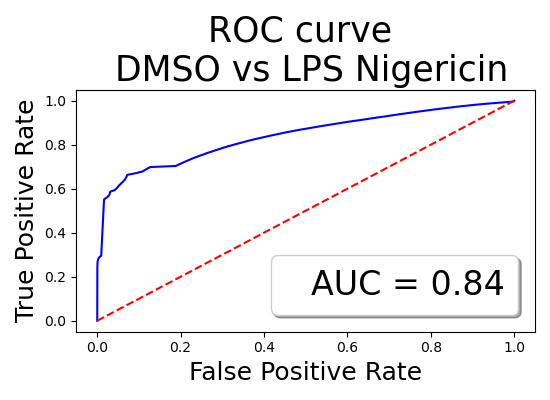 ROC curve
DMSO vs LPS Nigericin
True Positive Rate
1.0
0.8
0.6
0.4
0.2
0.0
AUC = 0.84
0.0 0.2 0.4 0.6 0.8 1.0
False Positive Rate